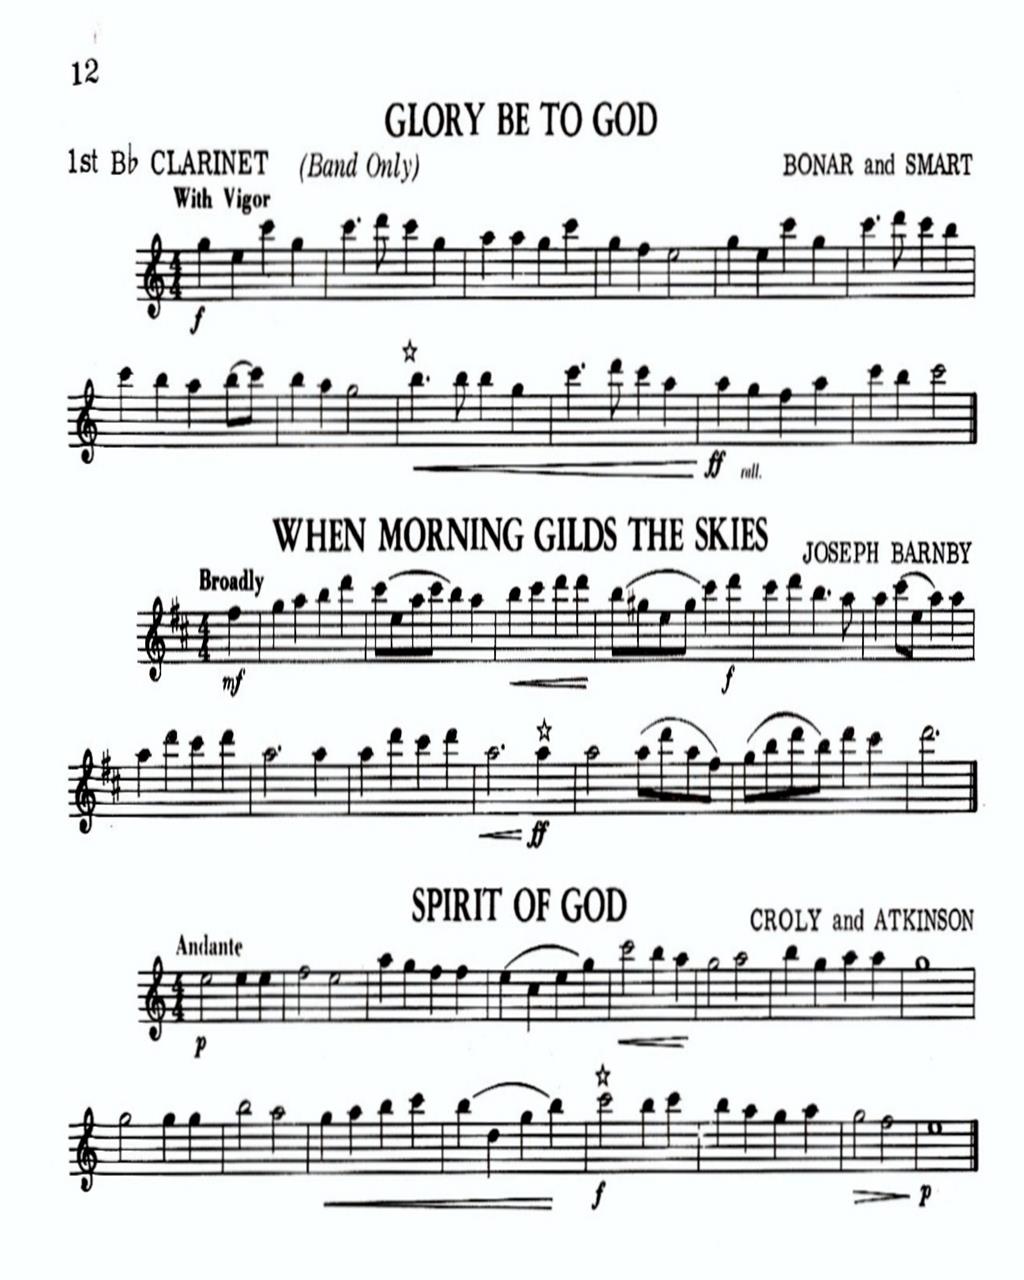 12
GLORY BE TO GOD
1st B♭ CLARINET (Band Only) BONAR and SMART
With Vigor
f
ff rall.
WHEN MORNING GILDS THE SKIES
JOSEPH BARNBY
Broadly
mf f
ff
SPIRIT OF GOD
CROLY and ATKINSON
Andante
p
f p